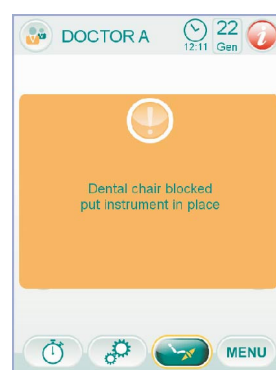 DOCTOR A
12:11
22
Gen
Dental chair blocked
put instrument in place
MENU